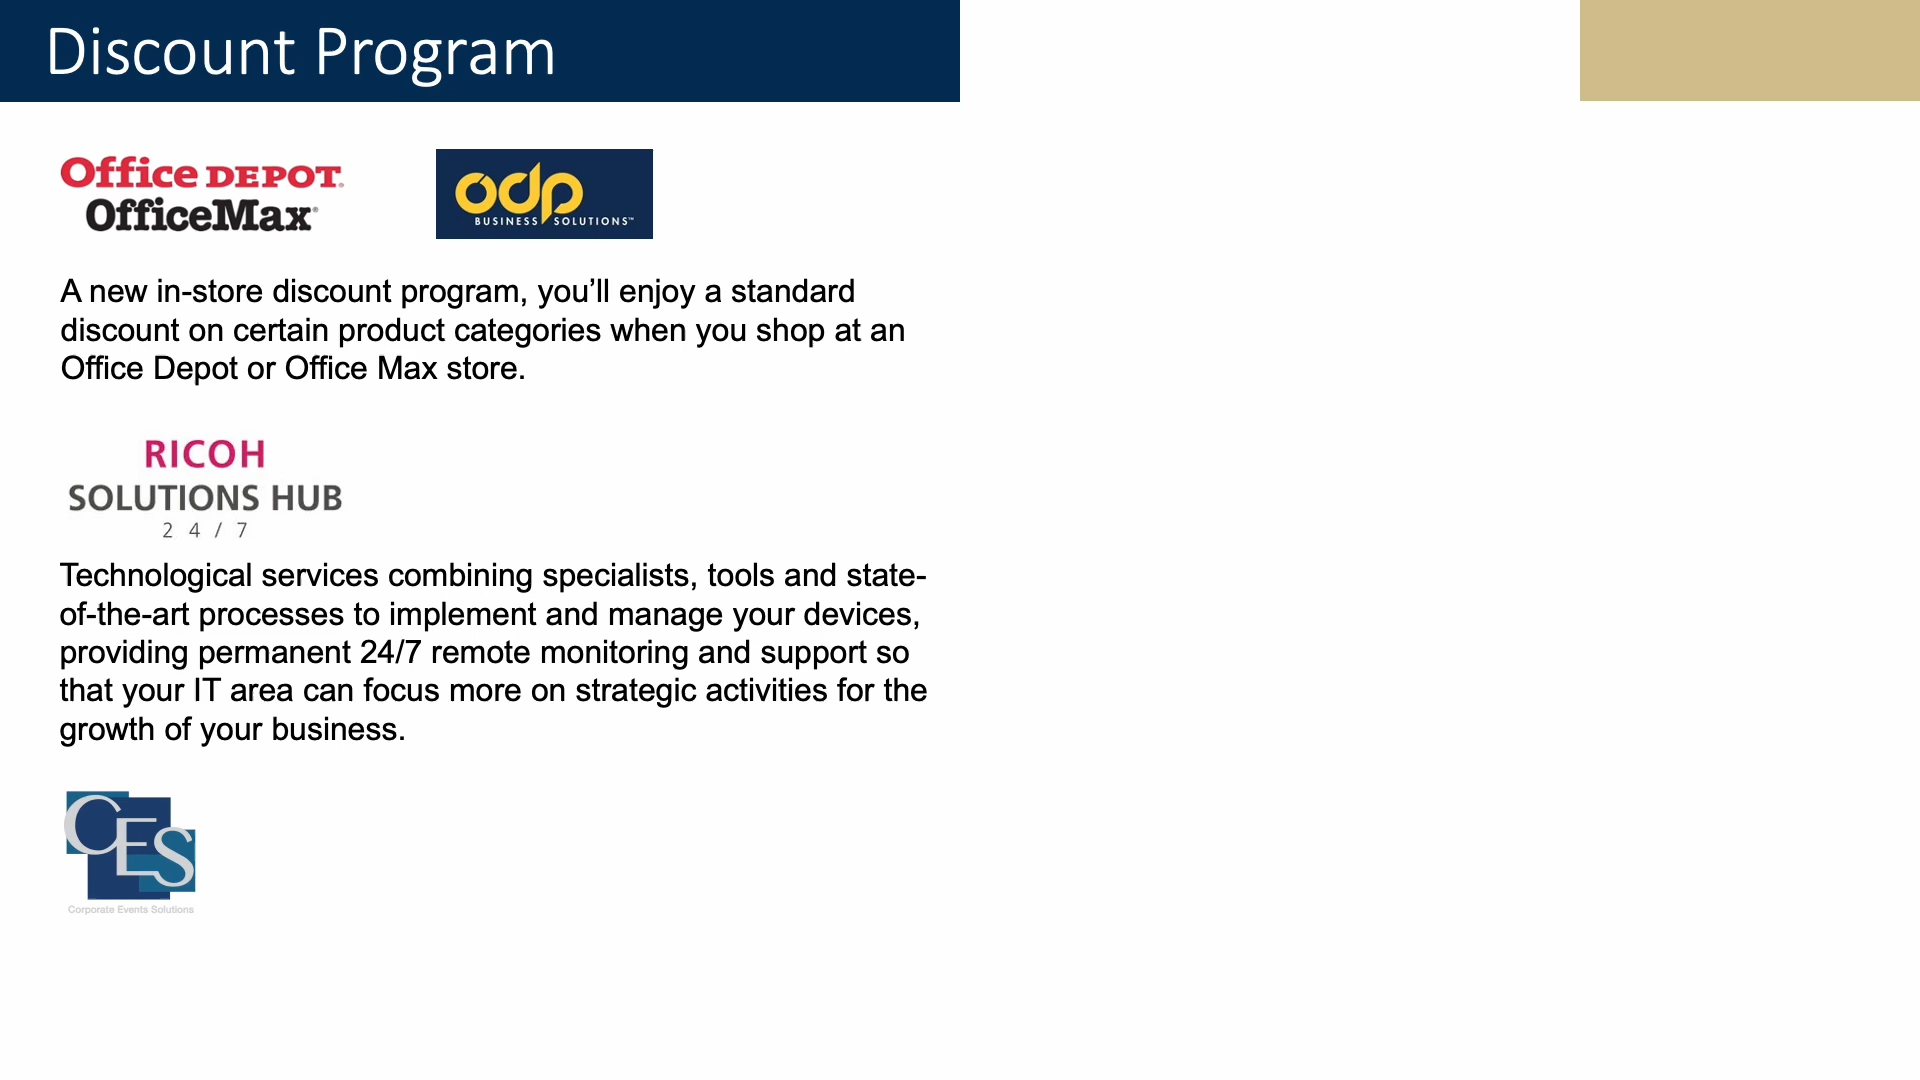 Discount Program
Office DEPOT.
OfficeMax
odp
BUSINESS SOLUTIONS™
A new in-store discount program, you’ll enjoy a standard
discount on certain product categories when you shop at an
Office Depot or Office Max store.
RICOH
SOLUTIONS HUB
24/7
Technological services combining specialists, tools and state-
of-the-art processes to implement and manage your devices,
providing permanent 24/7 remote monitoring and support so
that your IT area can focus more on strategic activities for the
growth of your business.
CES
Corporate Events Solutions